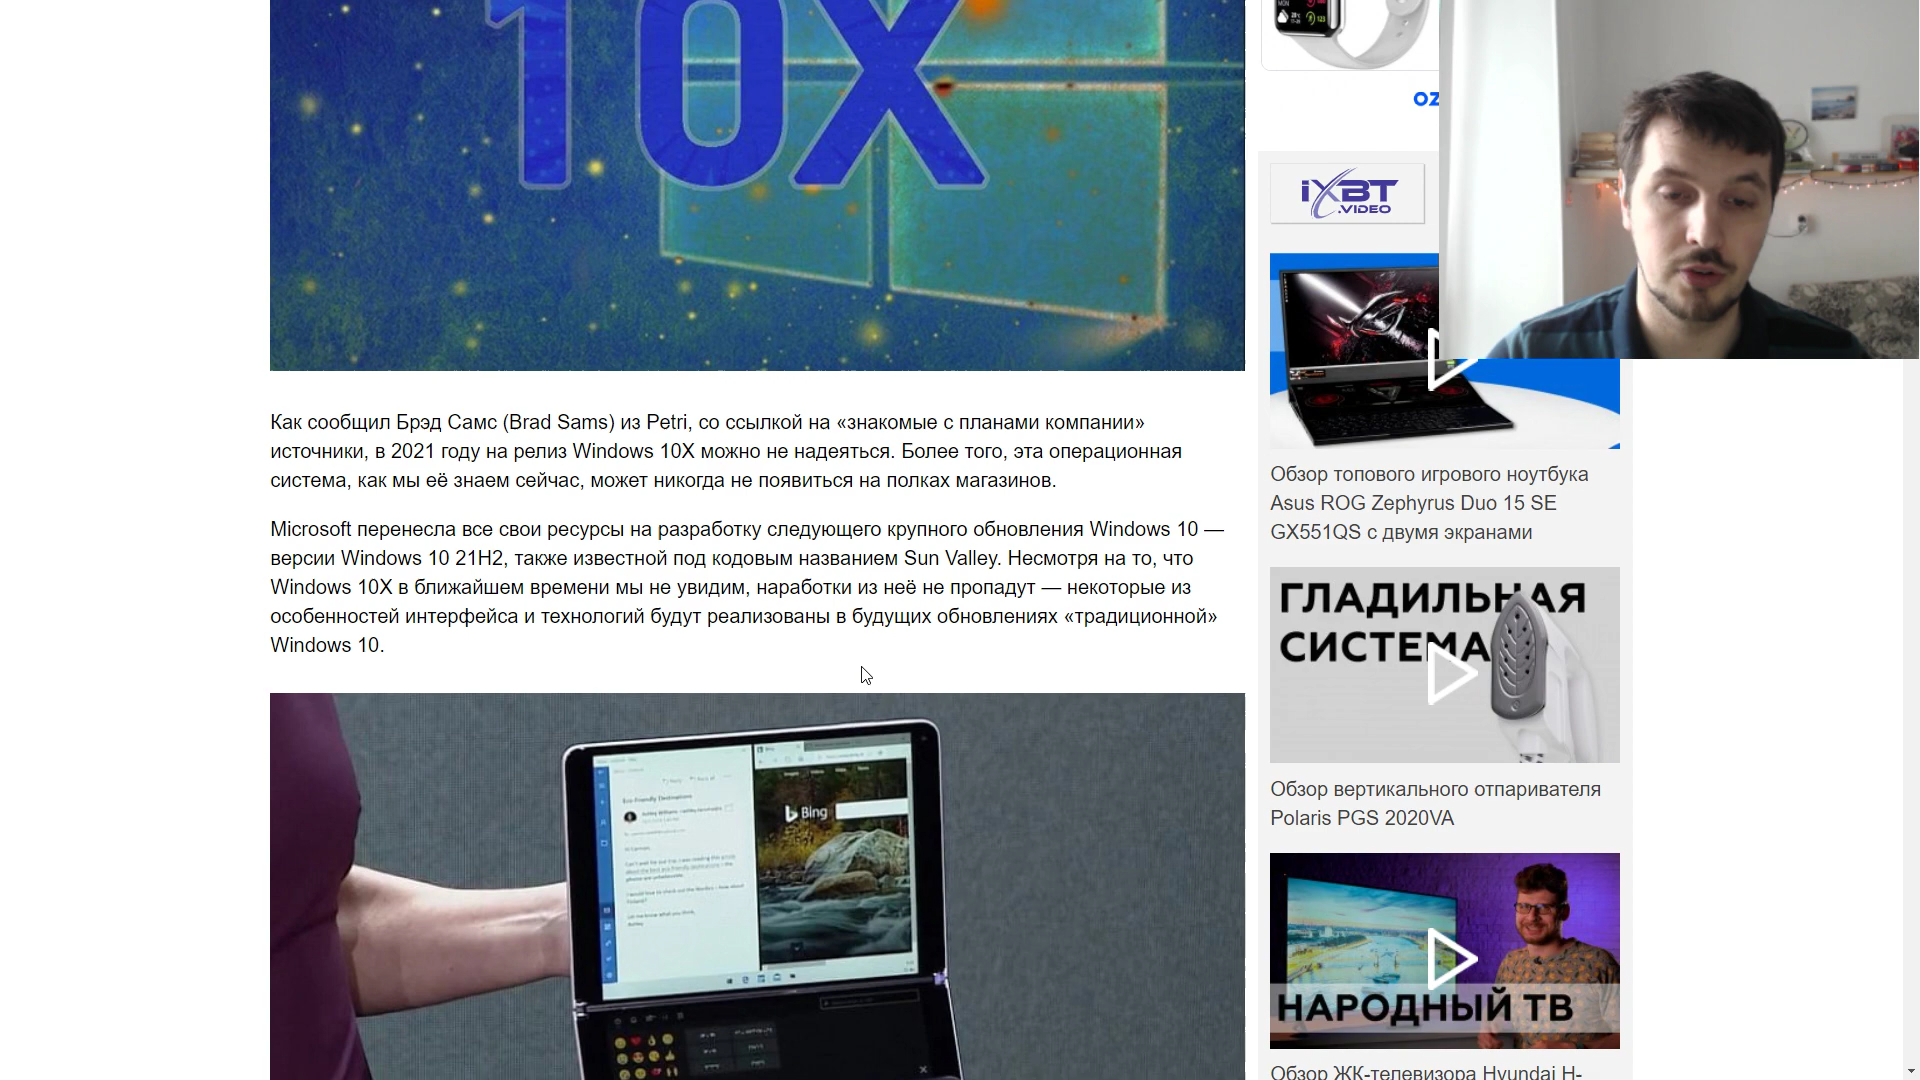 10X
Как сообщил Брэд Самс (Brad Sams) из Petri, со ссылкой на «знакомые с планами компании»
источники, в 2021 году на релиз Windows 10X можно не надеяться. Более того, эта операционная
система, как мы её знаем сейчас, может никогда не появиться на полках магазинов.
Microsoft перенесла все свои ресурсы на разработку следующего крупного обновления Windows 10 —
версии Windows 10 21H2, также известной под кодовым названием Sun Valley. Несмотря на то, что
Windows 10X в ближайшем времени мы не увидим, наработки из неё не пропадут — некоторые из
особенностей интерфейса и технологий будут реализованы в будущих обновлениях «традиционной»
Windows 10.
Eco Friendly Destinations
Bing
OZ
iXBT
.VIDEO
Обзор топового игрового ноутбука
Asus ROG Zephyrus Duo 15 SE
GX551QS с двумя экранами
ГЛАДИЛЬНАЯ
СИСТЕМА
Обзор вертикального отпаривателя
Polaris PGS 2020VA
НАРОДНЫЙ ТВ
Обзор ЖК-телевизора Hyundai H-